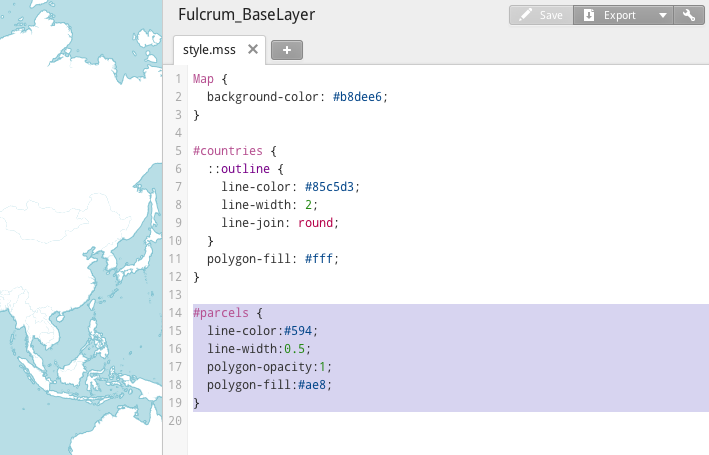 Fulcrum_BaseLayer
Save
Export
style.mss
+
1 Map {
2   background-color: #b8dee6;
3 }
4
5 #countries {
6   ::outline {
7     line-color: #85c5d3;
8     line-width: 2;
9     line-join: round;
10   }
11   polygon-fill: #fff;
12 }
13
14 #parcels {
15   line-color:#594;
16   line-width:0.5;
17   polygon-opacity:1;
18   polygon-fill:#ae8;
19 }
20